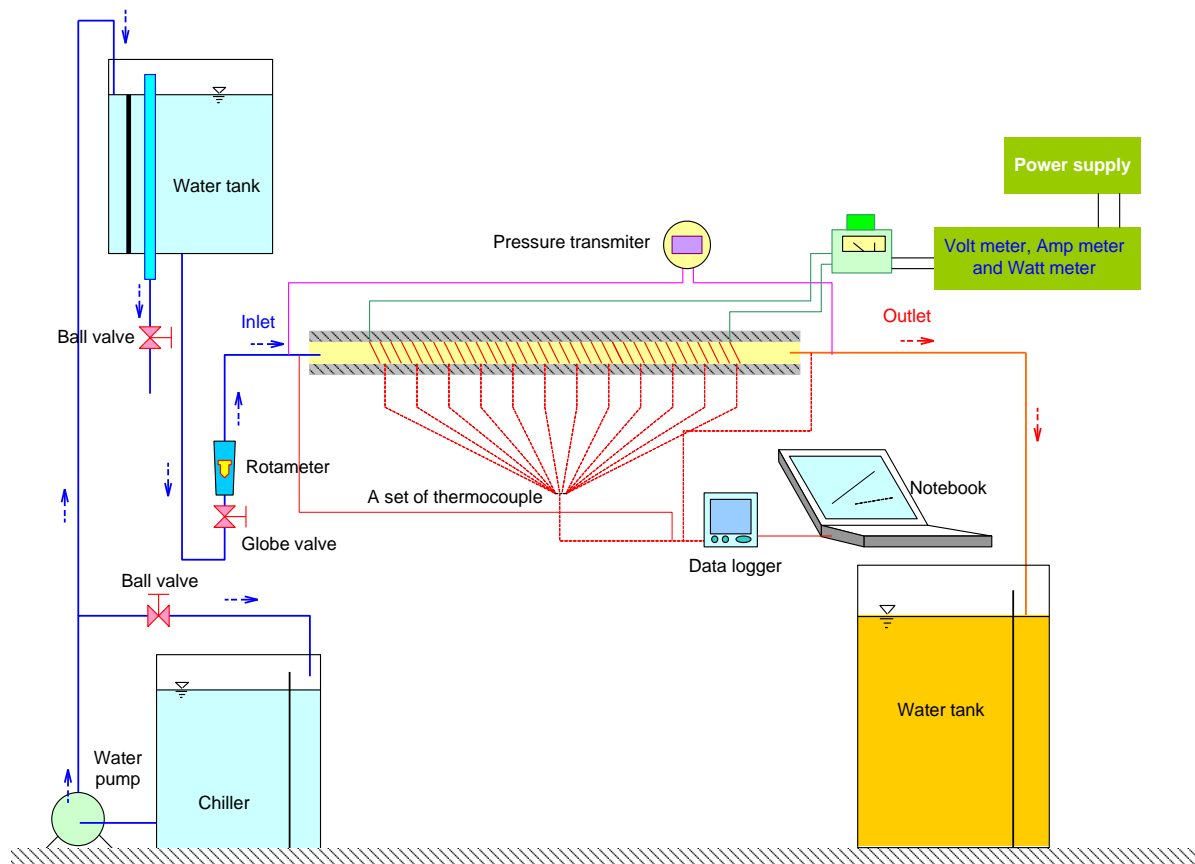 Water tank
Power supply
Pressure transmiter
Volt meter, Amp meter
and Watt meter
Inlet
Outlet
Ball valve
Rotameter
A set of thermocouple
Notebook
Globe valve
Data logger
Ball valve
Water tank
Water
pump
Chiller